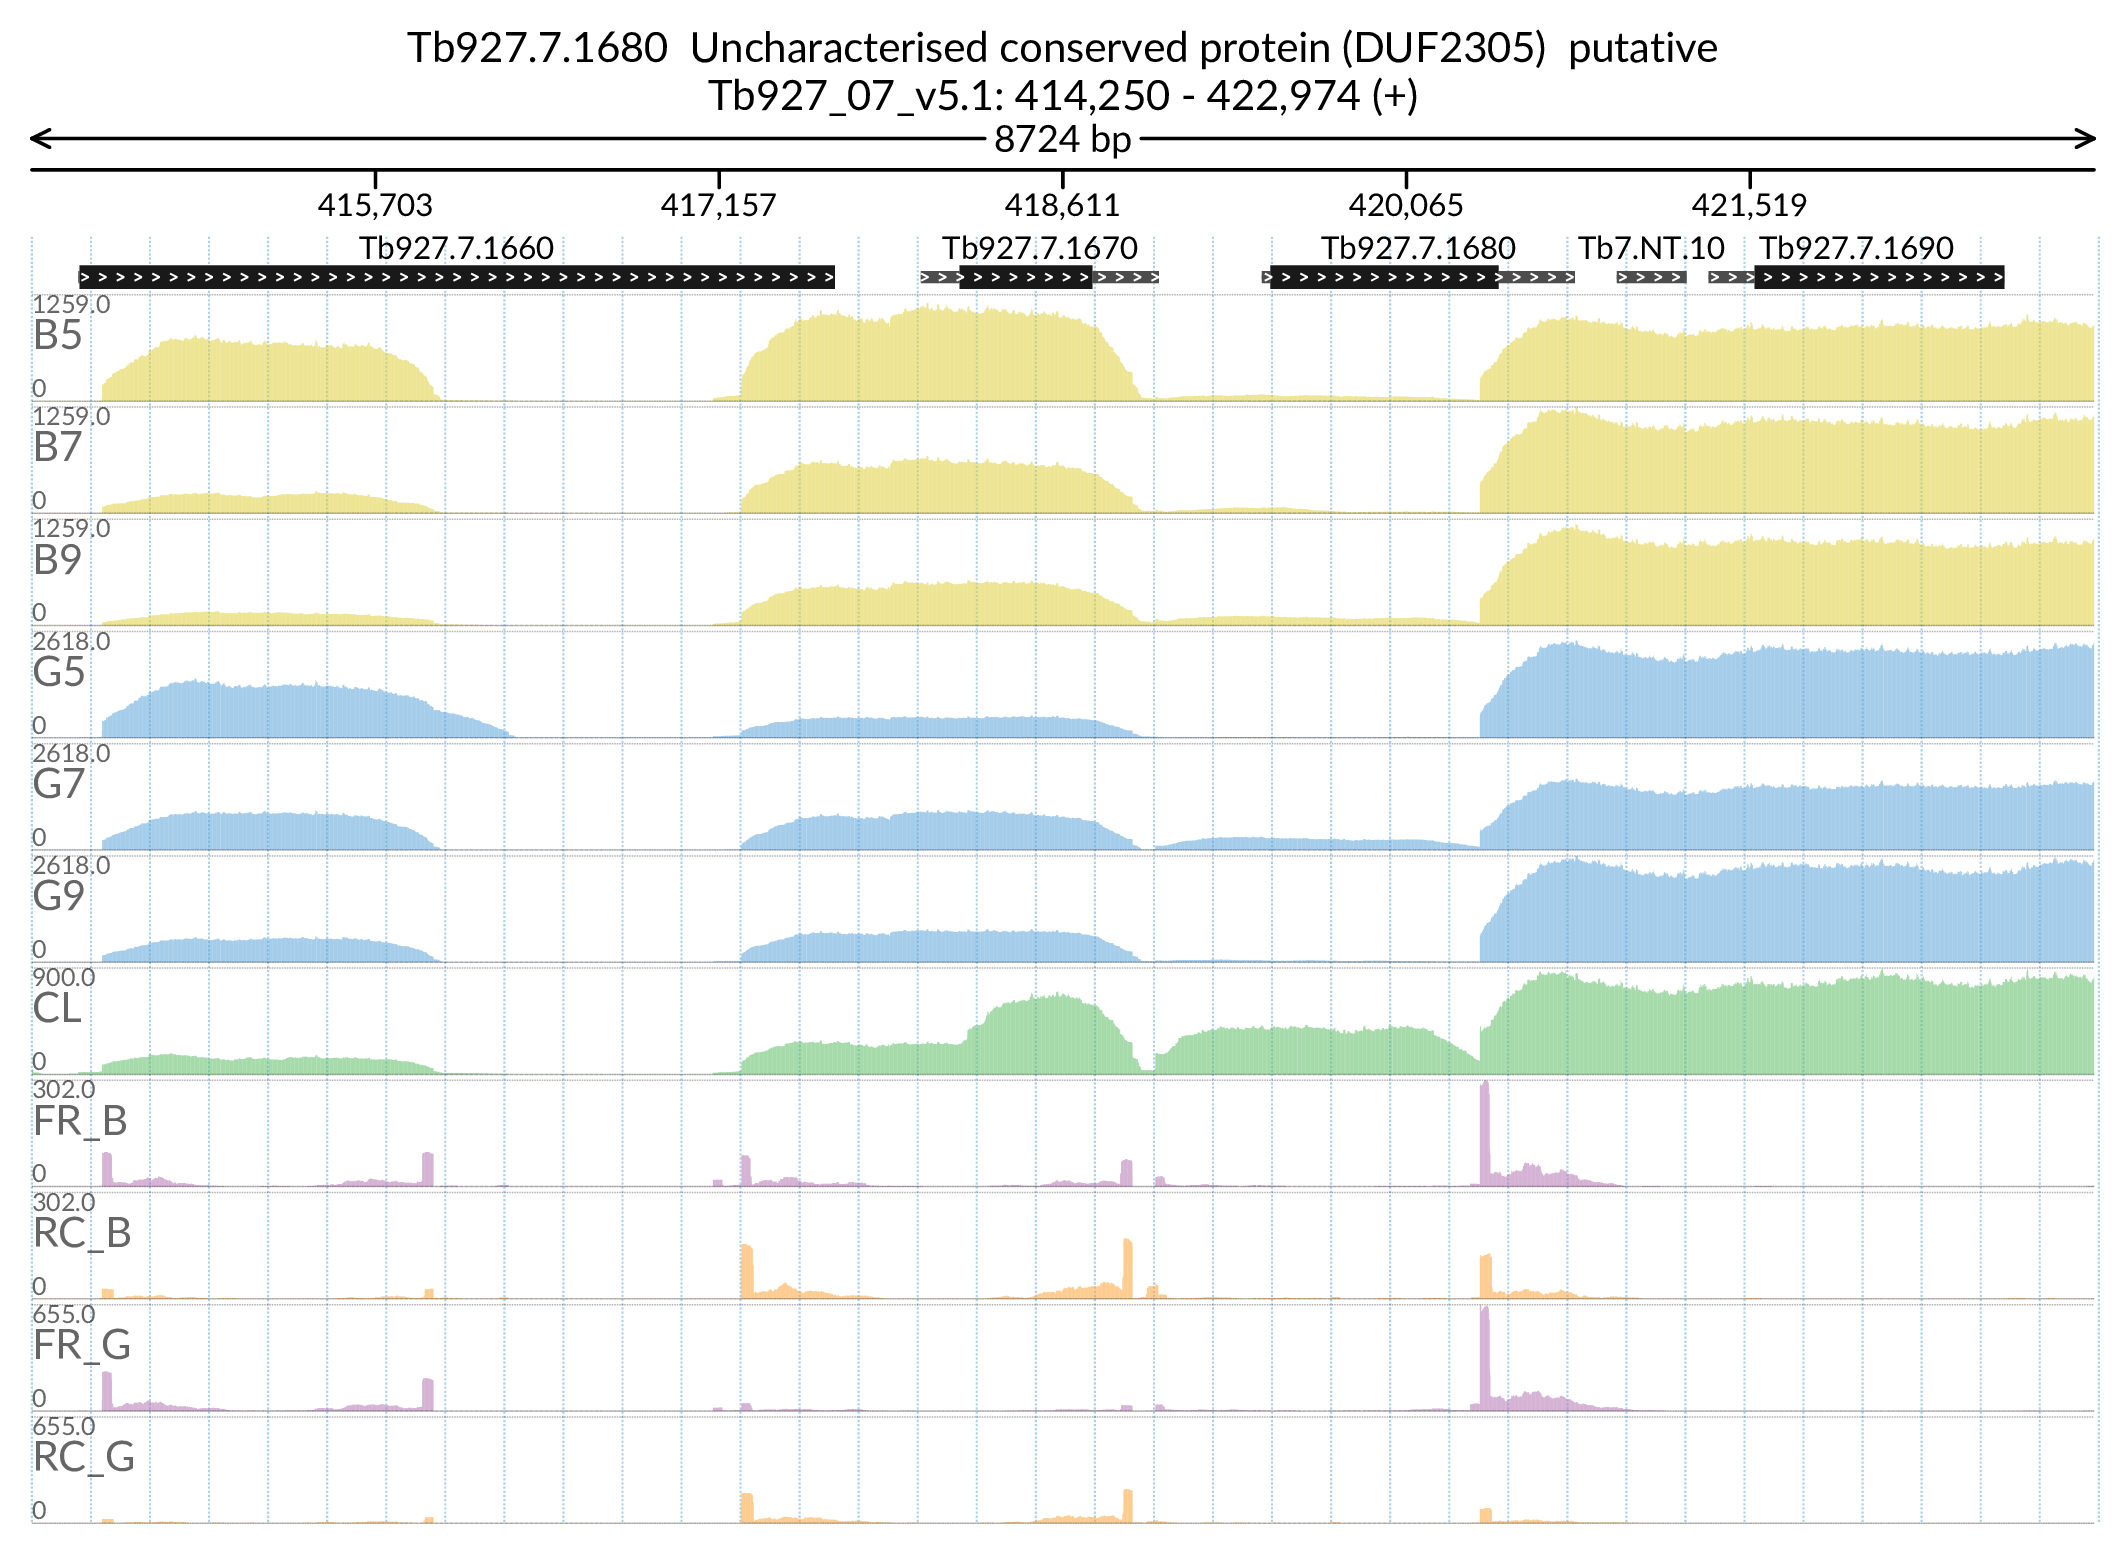 Tb927.7.1680  Uncharacterised conserved protein (DUF2305)  putative
Tb927_07_v5.1: 414,250 - 422,974 (+)
8724 bp
415,703 417,157 418,611 420,065 421,519
Tb927.7.1660 Tb927.7.1670 Tb927.7.1680 Tb7.NT.10 Tb927.7.1690
1259.0
B5
0
1259.0
B7
0
1259.0
B9
0
2618.0
G5
0
2618.0
G7
0
2618.0
G9
0
900.0
CL
0
302.0
FR_B
0
302.0
RC_B
0
655.0
FR_G
0
655.0
RC_G
0